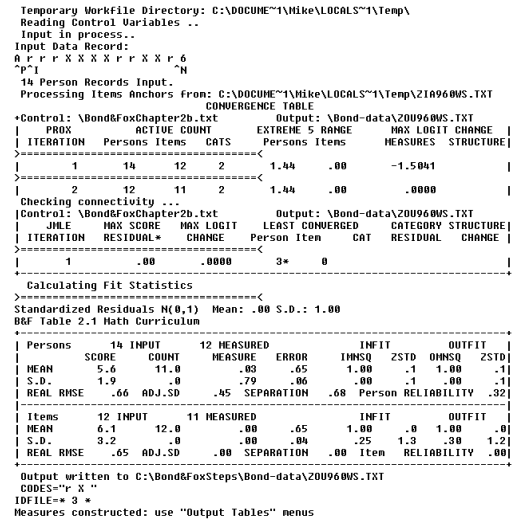 Temporary Workfile Directory: C:\DOCUME~1\Mike\LOCALS~1\Temp\
Reading Control Variables ..
Input in process..
Input Data Record:
A r r r X X X X r r X X r 6
^P^I ^N
14 Person Records Input.
Processing Items Anchors from: C:\DOCUME~1\Mike\LOCALS~1\Temp\ZIA960WS.TXT
CONVERGENCE TABLE
+Control: \Bond&FoxChapter2b.txt Output: \Bond-data\ZOU960WS.TXT
| PROX ACTIVE COUNT EXTREME 5 RANGE MAX LOGIT CHANGE |
| ITERATION Persons Items CATS Persons Items MEASURES STRUCTURE|
>=====================================<
| 1 14 12 2 1.44 .00 -1.5041 |
>=====================================<
| 2 12 11 2 1.44 .00 .0000 |
Checking connectivity ...
|Control: \Bond&FoxChapter2b.txt Output: \Bond-data\ZOU960WS.TXT
| JMLE MAX SCORE MAX LOGIT LEAST CONVERGED CATEGORY STRUCTURE|
| ITERATION RESIDUAL* CHANGE Person Item CAT RESIDUAL CHANGE |
>=====================================<
| 1 .00 .0000 3* 0 |
+----------------------------------------------------------------------------+
Calculating Fit Statistics
>=====================================<
Standardized Residuals N(0,1) Mean: .00 S.D.: 1.00
B&F Table 2.1 Math Curriculum
+----------------------------------------------------------------------------+
| Persons 14 INPUT 12 MEASURED INFIT OUTFIT |
| SCORE COUNT MEASURE ERROR IMNSQ ZSTD OMNSQ ZSTD|
| MEAN 5.6 11.0 .03 .65 1.00 .1 1.00 .1|
| S.D. 1.9 .0 .79 .06 .00 .1 .00 .1|
| REAL RMSE .66 ADJ.SD .45 SEPARATION .68 Person RELIABILITY .32|
|----------------------------------------------------------------------------|
| Items 12 INPUT 11 MEASURED INFIT OUTFIT |
| MEAN 6.1 12.0 .00 .65 1.00 .0 1.00 .0|
| S.D. 3.2 .0 .00 .04 .25 1.3 .30 1.2|
| REAL RMSE .65 ADJ.SD .00 SEPARATION .00 Item RELIABILITY .00|
+----------------------------------------------------------------------------+
Output written to C:\Bond&FoxSteps\Bond-data\ZOU960WS.TXT
CODES="r X "
IDFILE=* 3 *
Measures constructed: use "Output Tables" menus